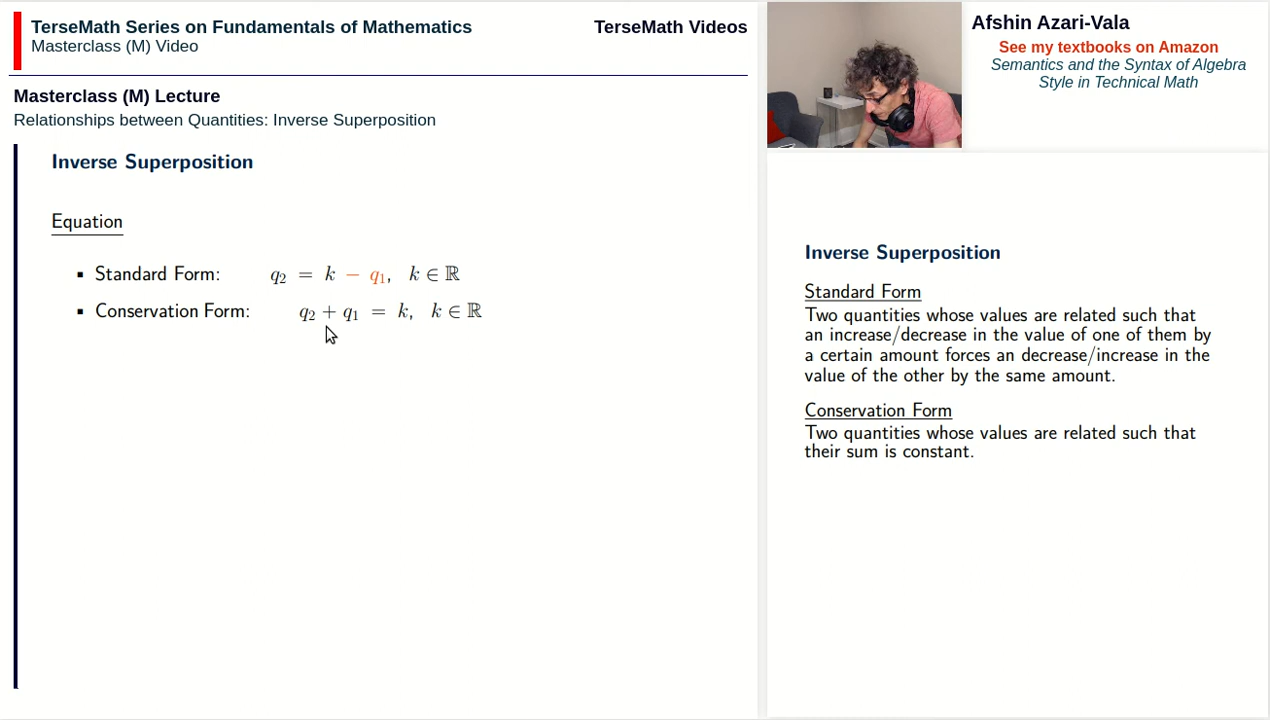 TerseMath Series on Fundamentals of Mathematics
Masterclass (M) Video
TerseMath Videos
Masterclass (M) Lecture
Relationships between Quantities: Inverse Superposition
Inverse Superposition
Equation
▪ Standard Form: q₂ = k − q₁, k ∈ ℝ
▪ Conservation Form: q₂ + q₁ = k, k ∈ ℝ
Afshin Azari-Vala
See my textbooks on Amazon
Semantics and the Syntax of Algebra
Style in Technical Math
Inverse Superposition
Standard Form
Two quantities whose values are related such that
an increase/decrease in the value of one of them by
a certain amount forces an decrease/increase in the
value of the other by the same amount.
Conservation Form
Two quantities whose values are related such that
their sum is constant.